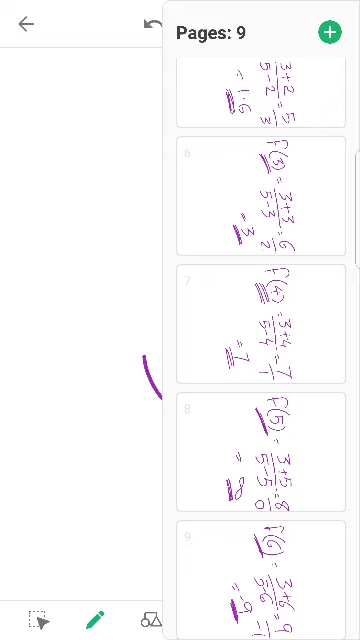 Pages: 9
3+2 = 5
5-2 3
= 1.6
6
f(3) = 3+3 = 6
5-3 2
= 3
7
f(4) = 3+4 = 7
5-4 1
= 7
8
f(5) = 3+5 = 8
5-5 0
=
9
f(6) = 3+6 = 9
5-6 -1
= -9